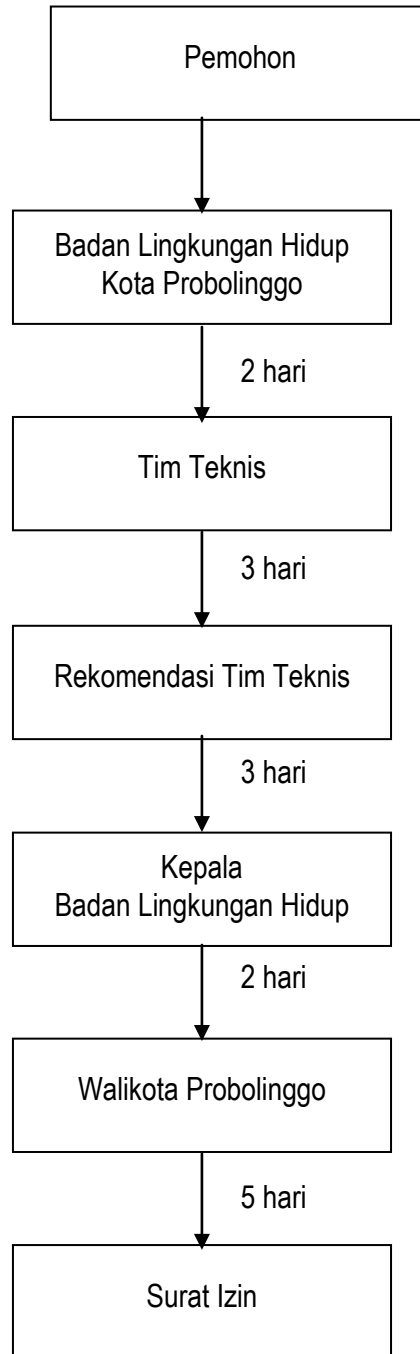 Pemohon
Badan Lingkungan Hidup
Kota Probolinggo
2 hari
Tim Teknis
3 hari
Rekomendasi Tim Teknis
3 hari
Kepala
Badan Lingkungan Hidup
2 hari
Walikota Probolinggo
5 hari
Surat Izin